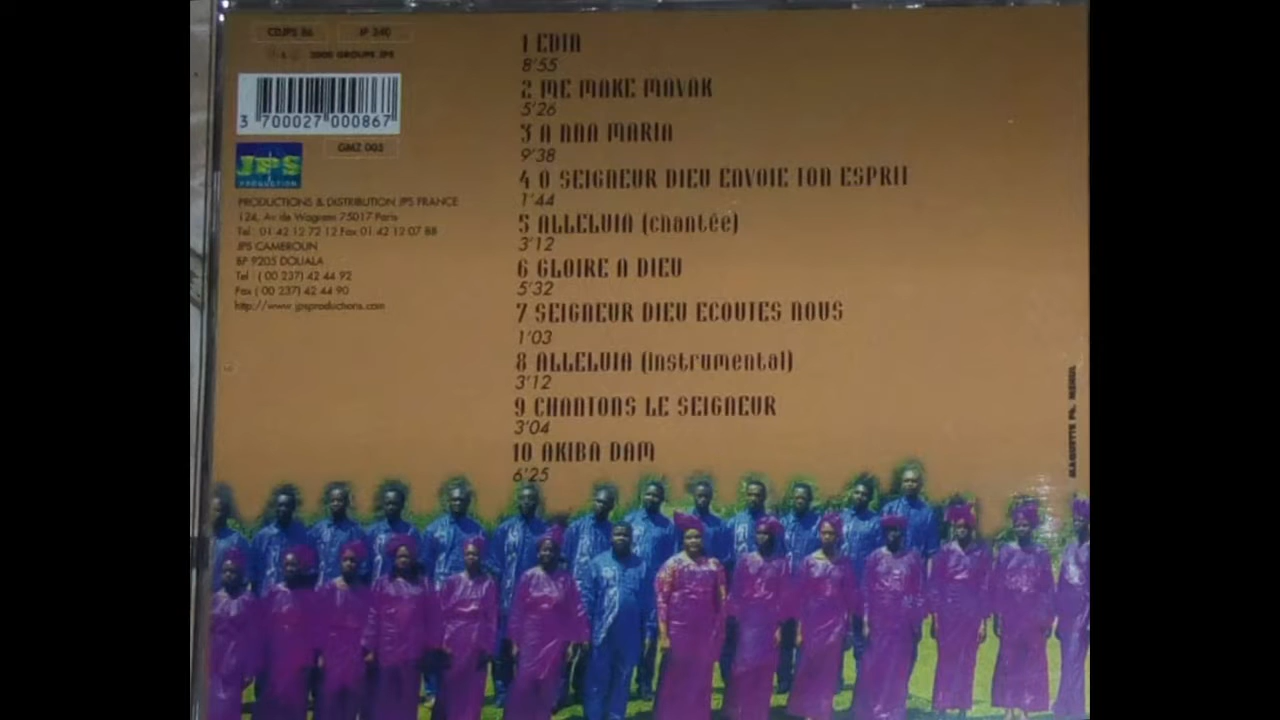 CDJPS 86 JP 240
2000 GROUPE JPS
3 700027 000867
GMZ 003
JPS
PRODUCTION
PRODUCTIONS & DISTRIBUTION JPS FRANCE
124, Av de Wagram 75017 Paris
Tel : 01 42 12 72 12 Fax 01 42 12 07 88
JPS CAMEROUN
BP 9205 DOUALA
Tel : ( 00 237) 42 44 92
Fax ( 00 237) 42 44 90
http://www.jpsproductions.com
1 EDIN
8'55
2 ME MAKE MAVAK
5'26
3 A NNA MARIA
9'38
4 O SEIGNEUR DIEU ENVOIE TON ESPRIT
1'44
5 ALLELUIA (chantée)
3'12
6 GLOIRE A DIEU
5'32
7 SEIGNEUR DIEU ECOUTES NOUS
1'03
8 ALLELUIA (instrumental)
3'12
9 CHANTONS LE SEIGNEUR
3'04
10 AKIBA DAM
6'25
MAQUETTE Ph.